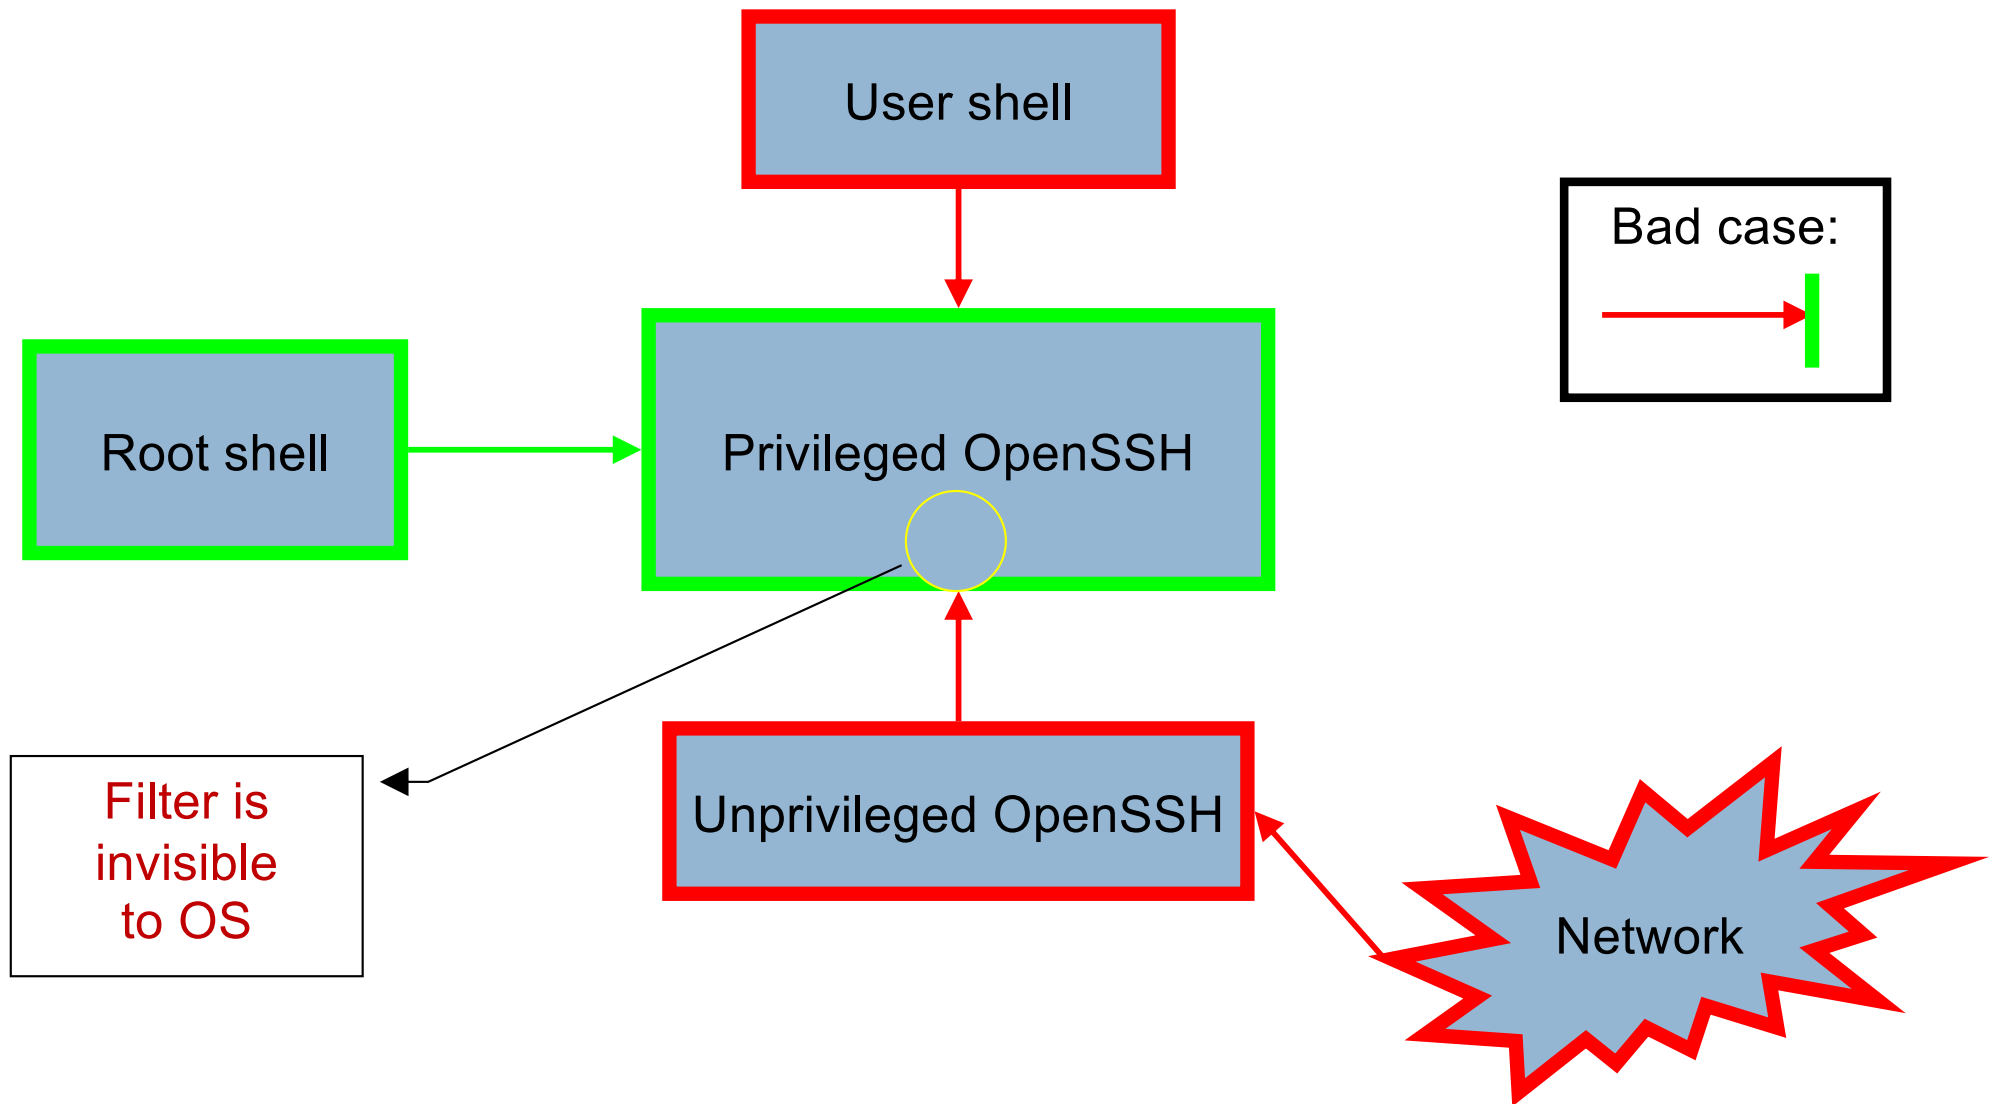 User shell
Bad case:
Root shell
Privileged OpenSSH
Filter is
invisible
to OS
Unprivileged OpenSSH
Network